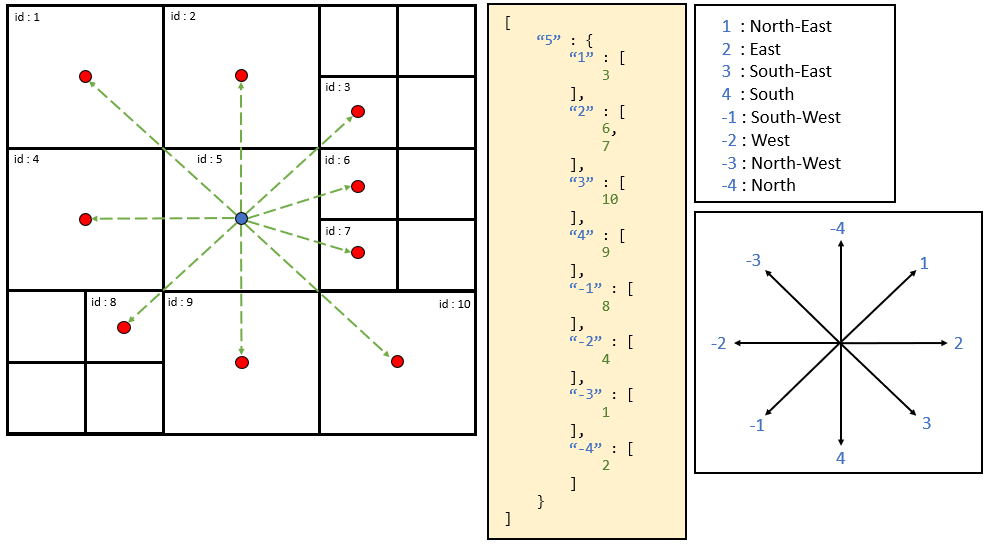 id : 1
id : 2
id : 3
id : 4
id : 5
id : 6
id : 7
id : 8
id : 9
id : 10
[
“5” : {
“1” : [
3
],
“2” : [
6,
7
],
“3” : [
10
],
“4” : [
9
],
“-1” : [
8
],
“-2” : [
4
],
“-3” : [
1
],
“-4” : [
2
]
}
]
1 : North-East
2 : East
3 : South-East
4 : South
-1 : South-West
-2 : West
-3 : North-West
-4 : North
-4
-3
1
-2
2
-1
3
4